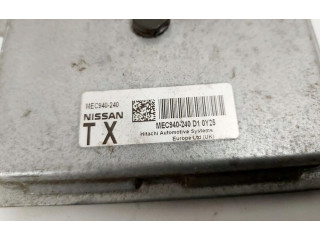 MEC940-240
NISSAN
TX
MEC940-240 D1 0Y25
Hitachi Automotive Systems
Europe Ltd (UK)